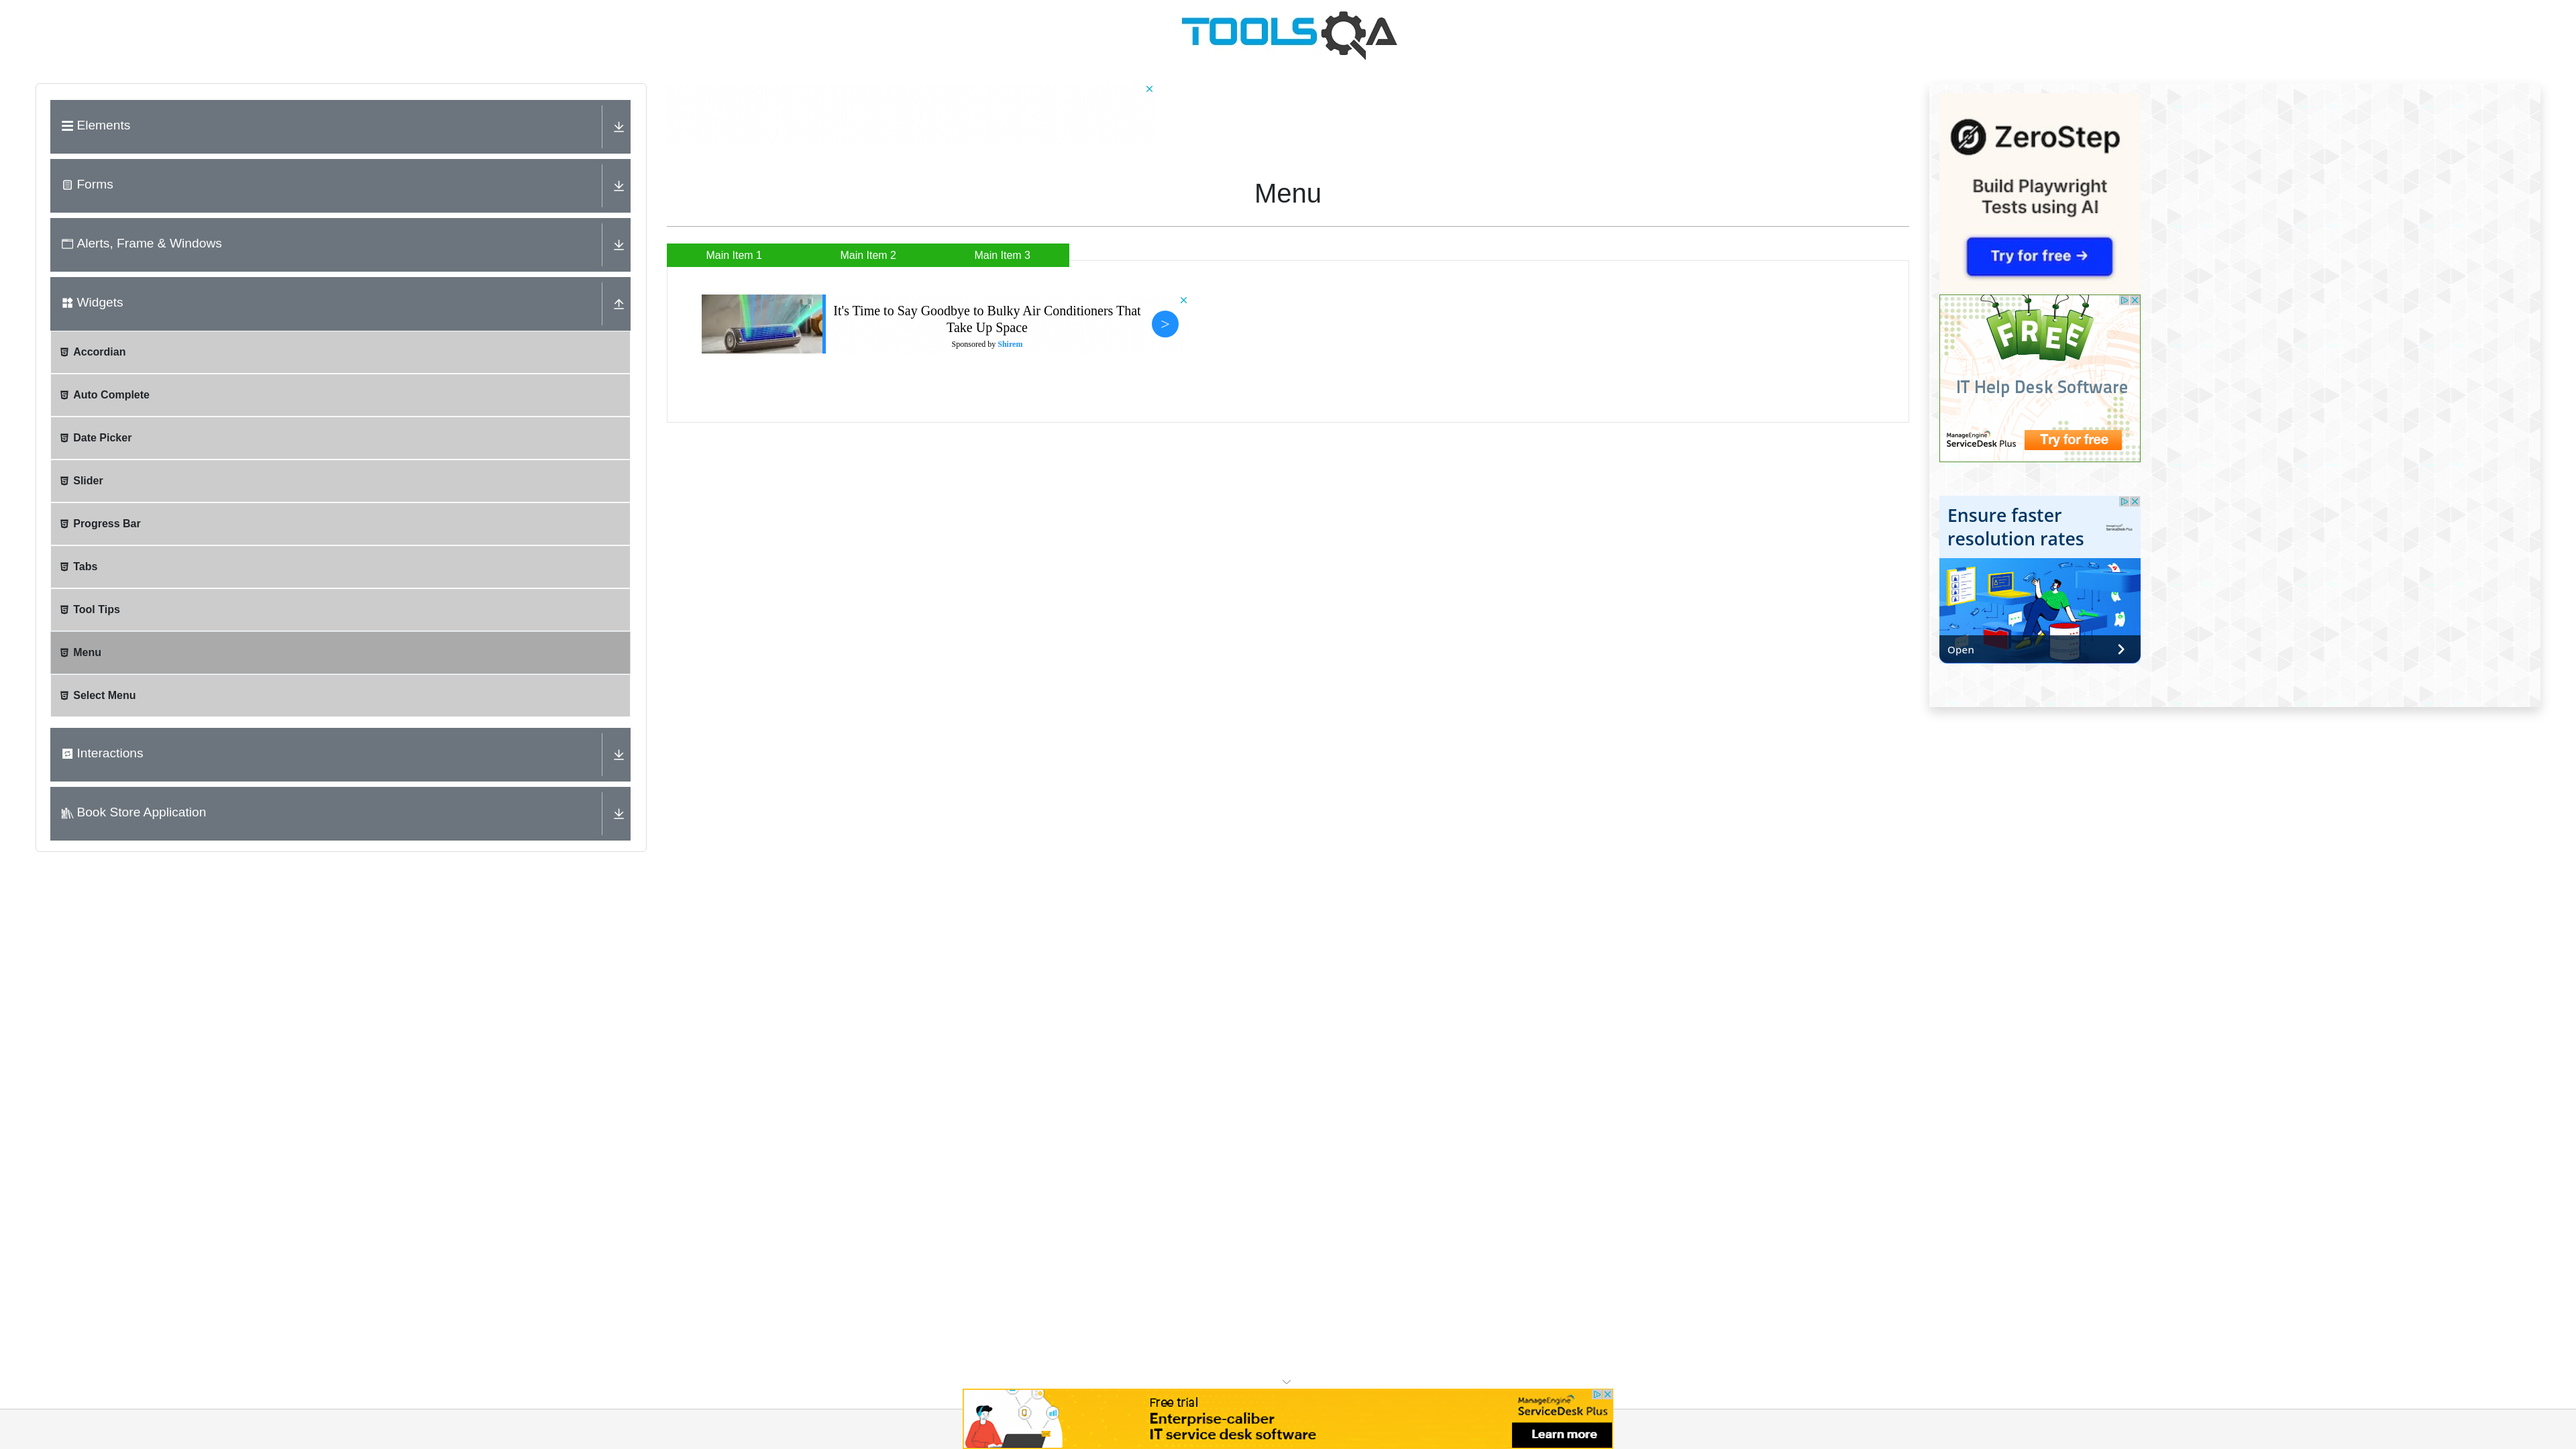 TOOLSQA
Elements
Forms
Alerts, Frame & Windows
Widgets
Accordian
Auto Complete
Date Picker
Slider
Progress Bar
Tabs
Tool Tips
Menu
Select Menu
Interactions
Book Store Application
Menu
Main Item 1
Main Item 2
Main Item 3
It's Time to Say Goodbye to Bulky Air Conditioners That
Take Up Space
Sponsored by Shirem
>
ZeroStep
Build Playwright
Tests using AI
Try for free →
FREE
IT Help Desk Software
ManageEngine
ServiceDesk Plus
Try for free
Ensure faster
resolution rates
ManageEngine
ServiceDesk Plus
Open
Free trial
Enterprise-caliber
IT service desk software
ManageEngine
ServiceDesk Plus
Learn more